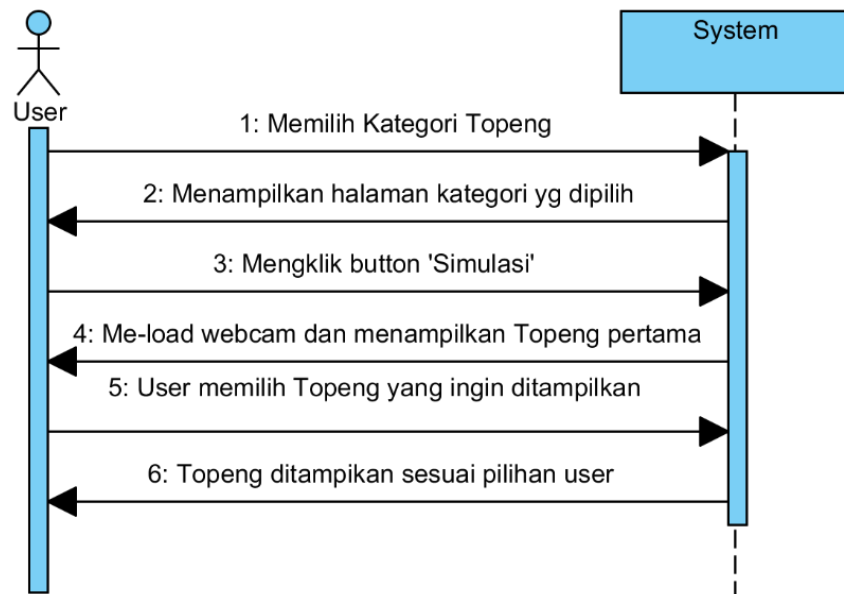 System
User
1: Memilih Kategori Topeng
2: Menampilkan halaman kategori yg dipilih
3: Mengklik button 'Simulasi'
4: Me-load webcam dan menampilkan Topeng pertama
5: User memilih Topeng yang ingin ditampilkan
6: Topeng ditampikan sesuai pilihan user